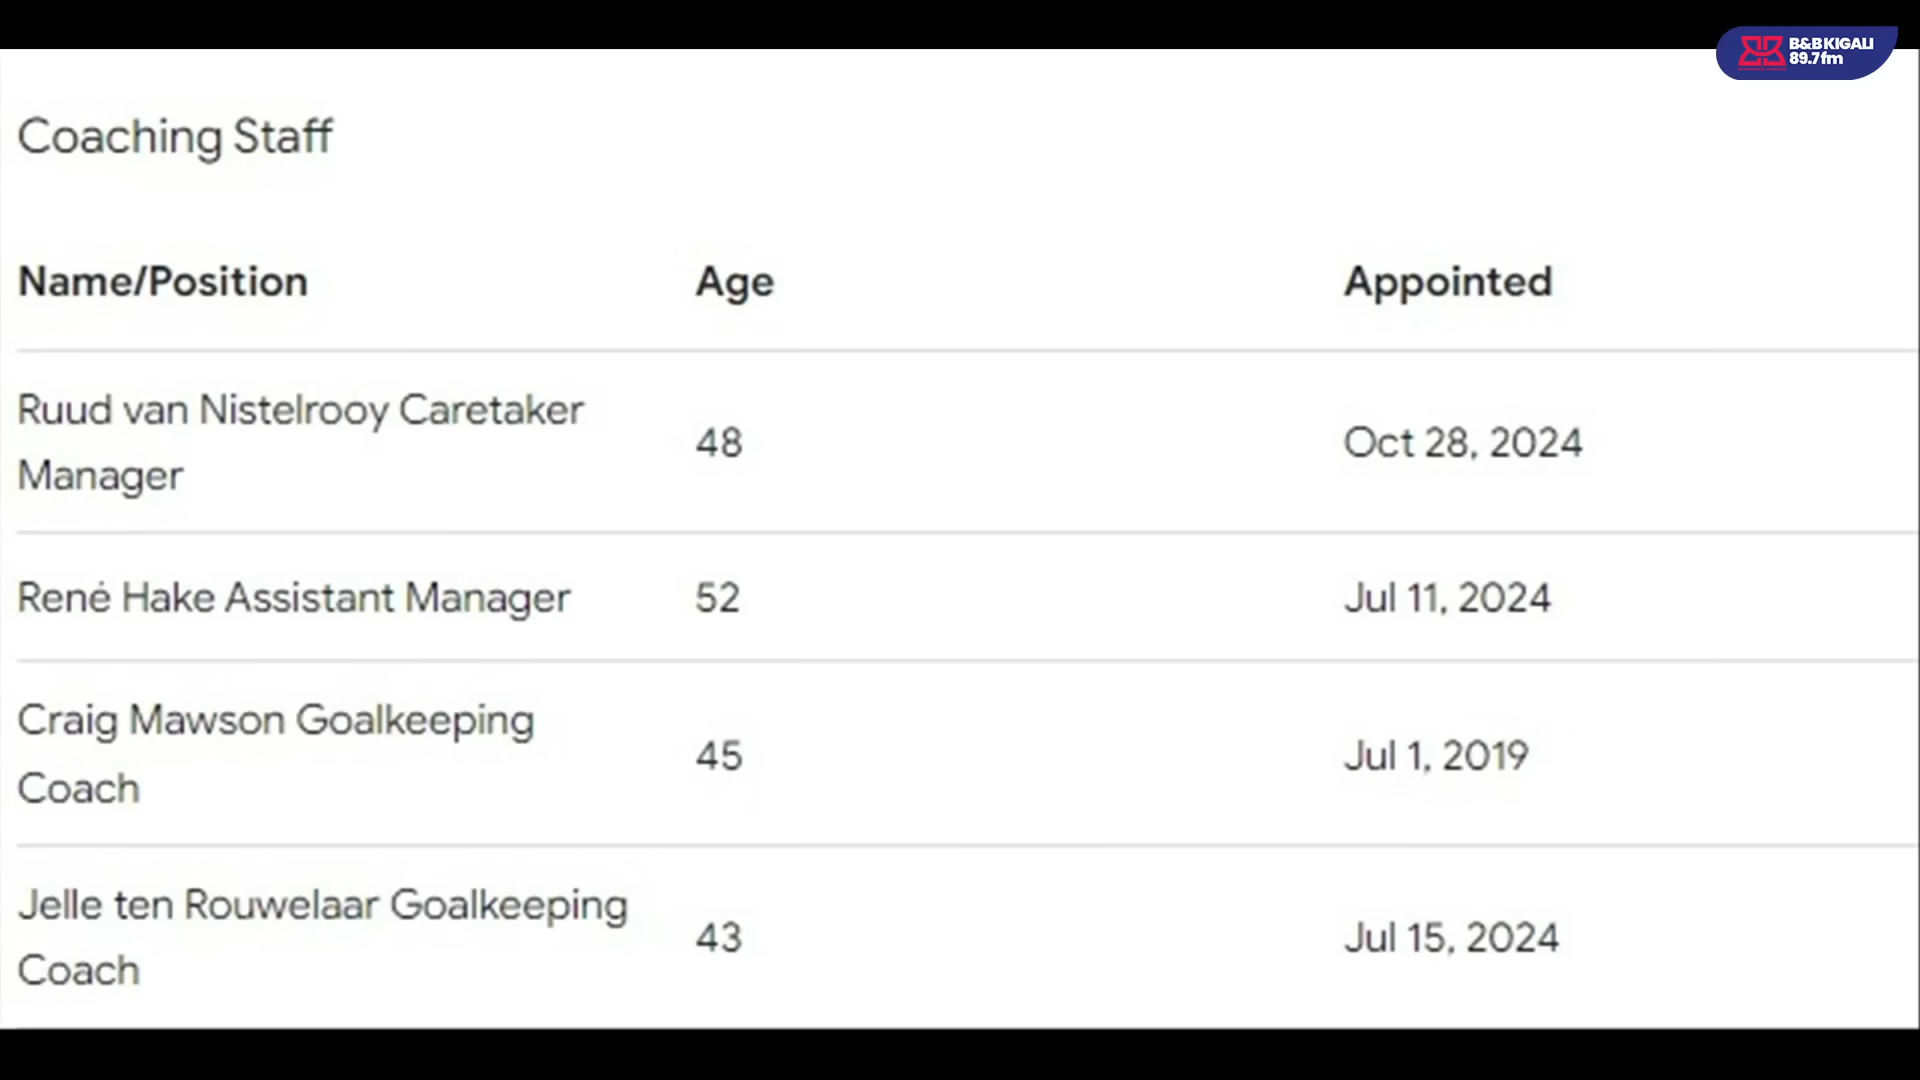 B&B KIGALI
89.7fm
Coaching Staff
Name/Position Age Appointed
Ruud van Nistelrooy Caretaker
Manager
48
Oct 28, 2024
René Hake Assistant Manager 52 Jul 11, 2024
Craig Mawson Goalkeeping
Coach
45
Jul 1, 2019
Jelle ten Rouwelaar Goalkeeping
Coach
43
Jul 15, 2024